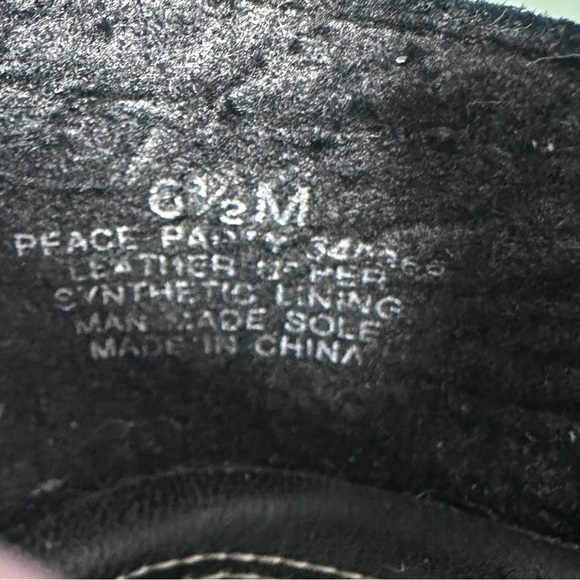 6½M
PEACE PARTY
LEATHER UPPER
SYNTHETIC LINING
MAN MADE SOLE
MADE IN CHINA